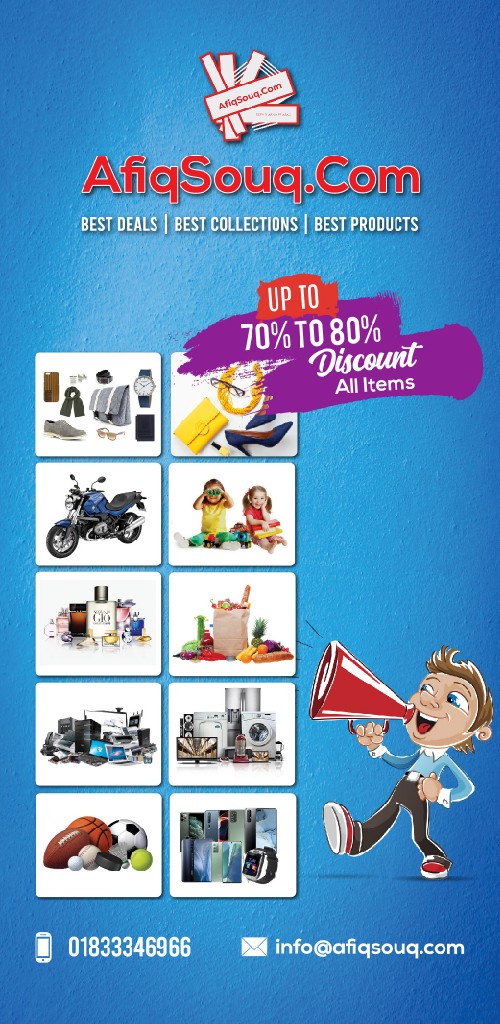 AfiqSouq.Com
AfiqSouq.Com
BEST DEALS | BEST COLLECTIONS | BEST PRODUCTS
UP TO
70% TO 80%
Discount
All Items
GIÒ
01833346966
info@afiqsouq.com